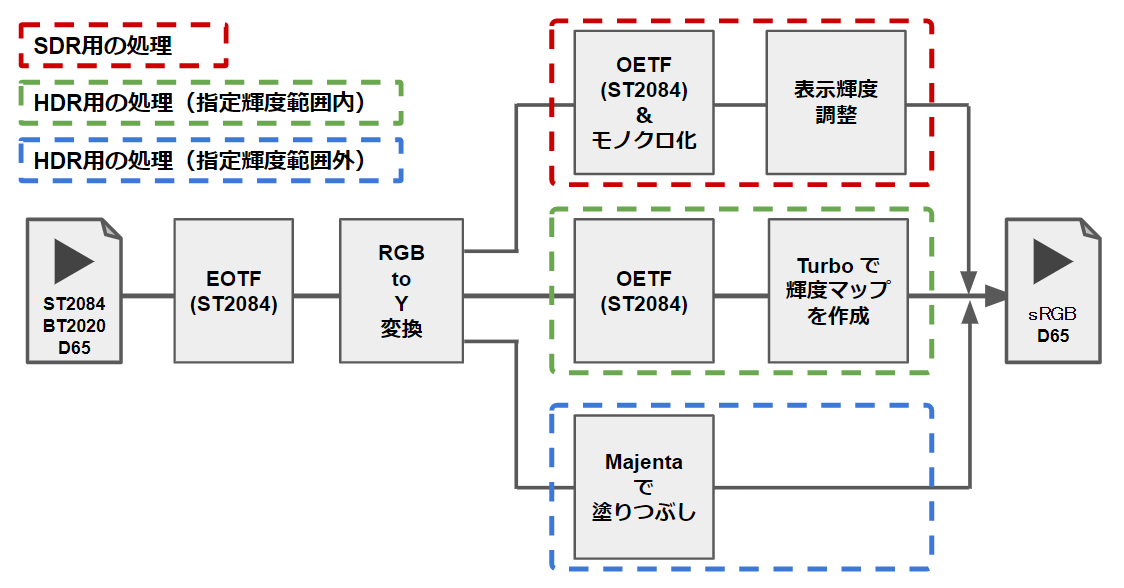 SDR用の処理
HDR用の処理（指定輝度範囲内）
HDR用の処理（指定輝度範囲外）
ST2084
BT2020
D65
EOTF
(ST2084)
RGB
to
Y
変換
OETF
(ST2084)
&
モノクロ化
表示輝度
調整
OETF
(ST2084)
Turbo で
輝度マップ
を作成
Majenta
で
塗りつぶし
sRGB
D65